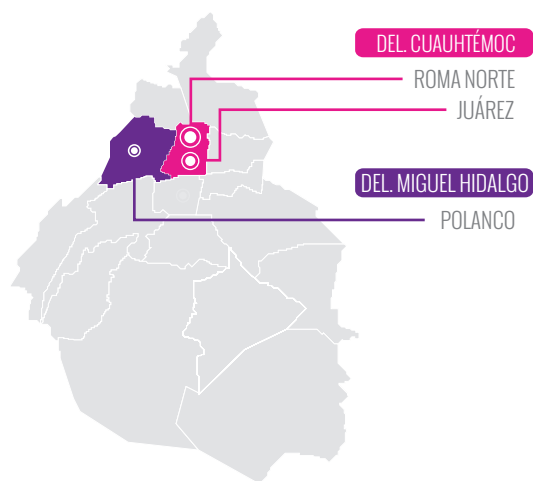 DEL. CUAUHTÉMOC
ROMA NORTE
JUÁREZ
DEL. MIGUEL HIDALGO
POLANCO